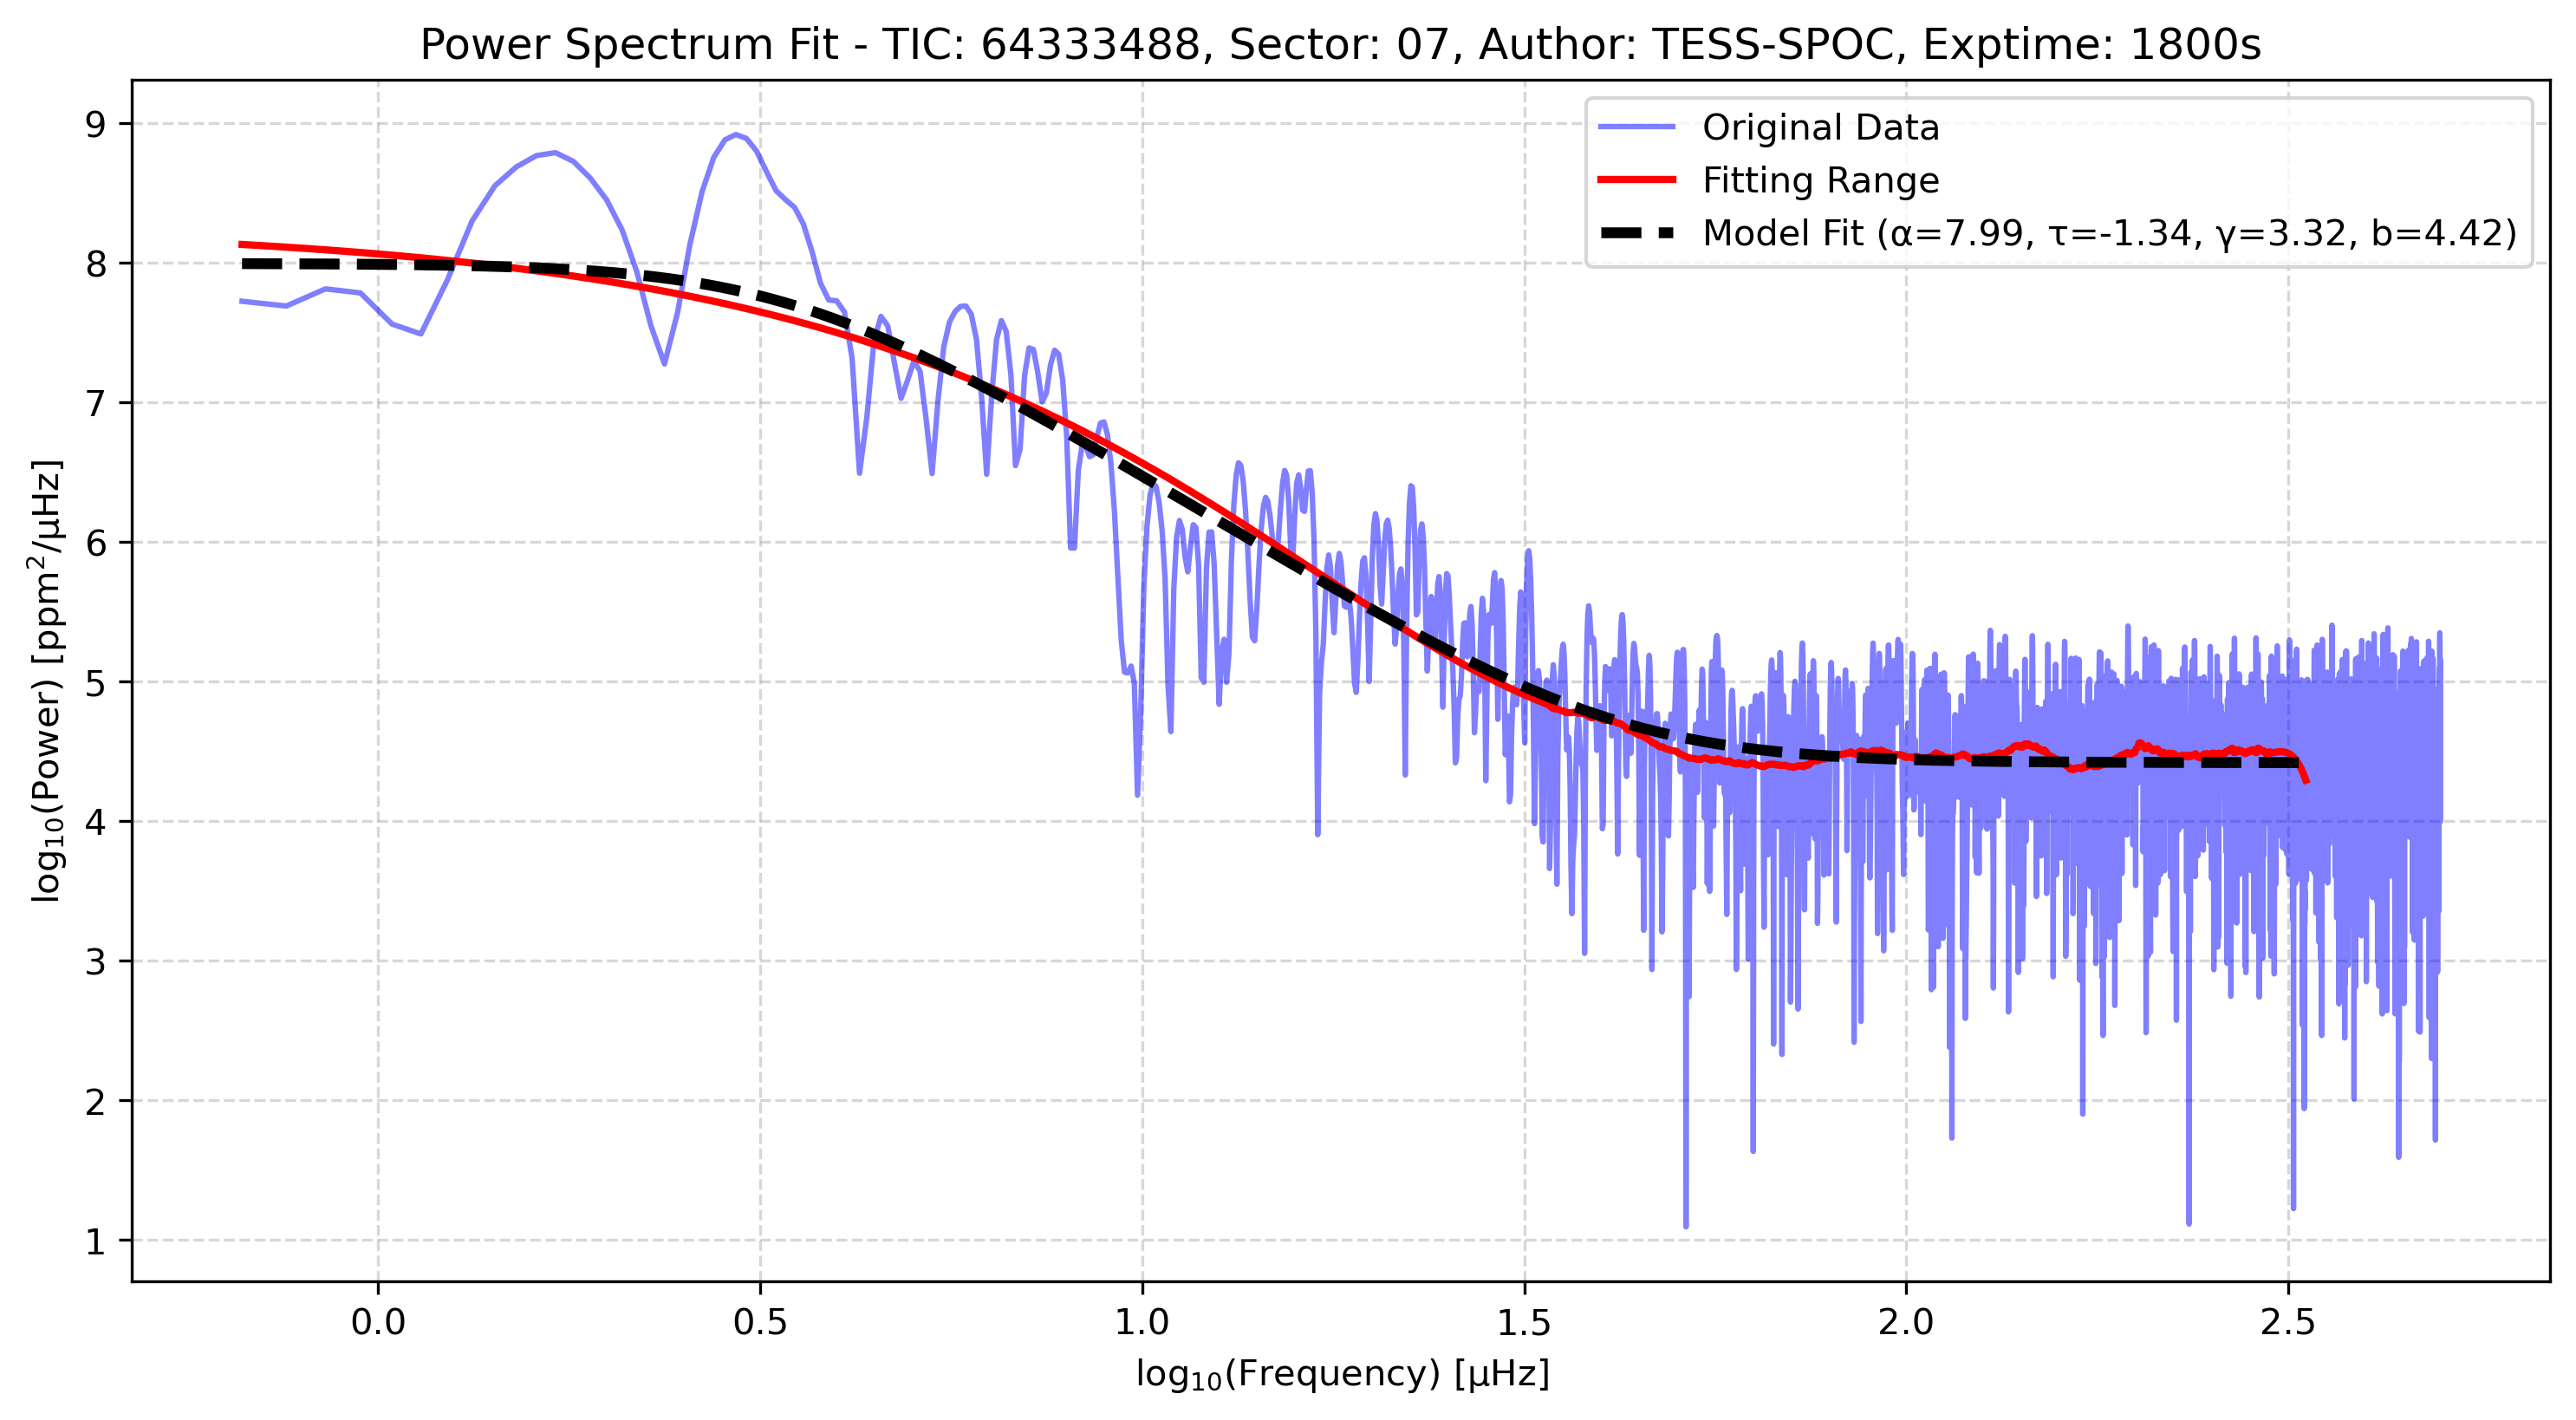 Power Spectrum Fit - TIC: 64333488, Sector: 07, Author: TESS-SPOC, Exptime: 1800s
Original Data
Fitting Range
Model Fit (α=7.99, τ=-1.34, γ=3.32, b=4.42)
log₁₀(Power) [ppm²/μHz]
9
8
7
6
5
4
3
2
1
0.0 0.5 1.0 1.5 2.0 2.5
log₁₀(Frequency) [μHz]